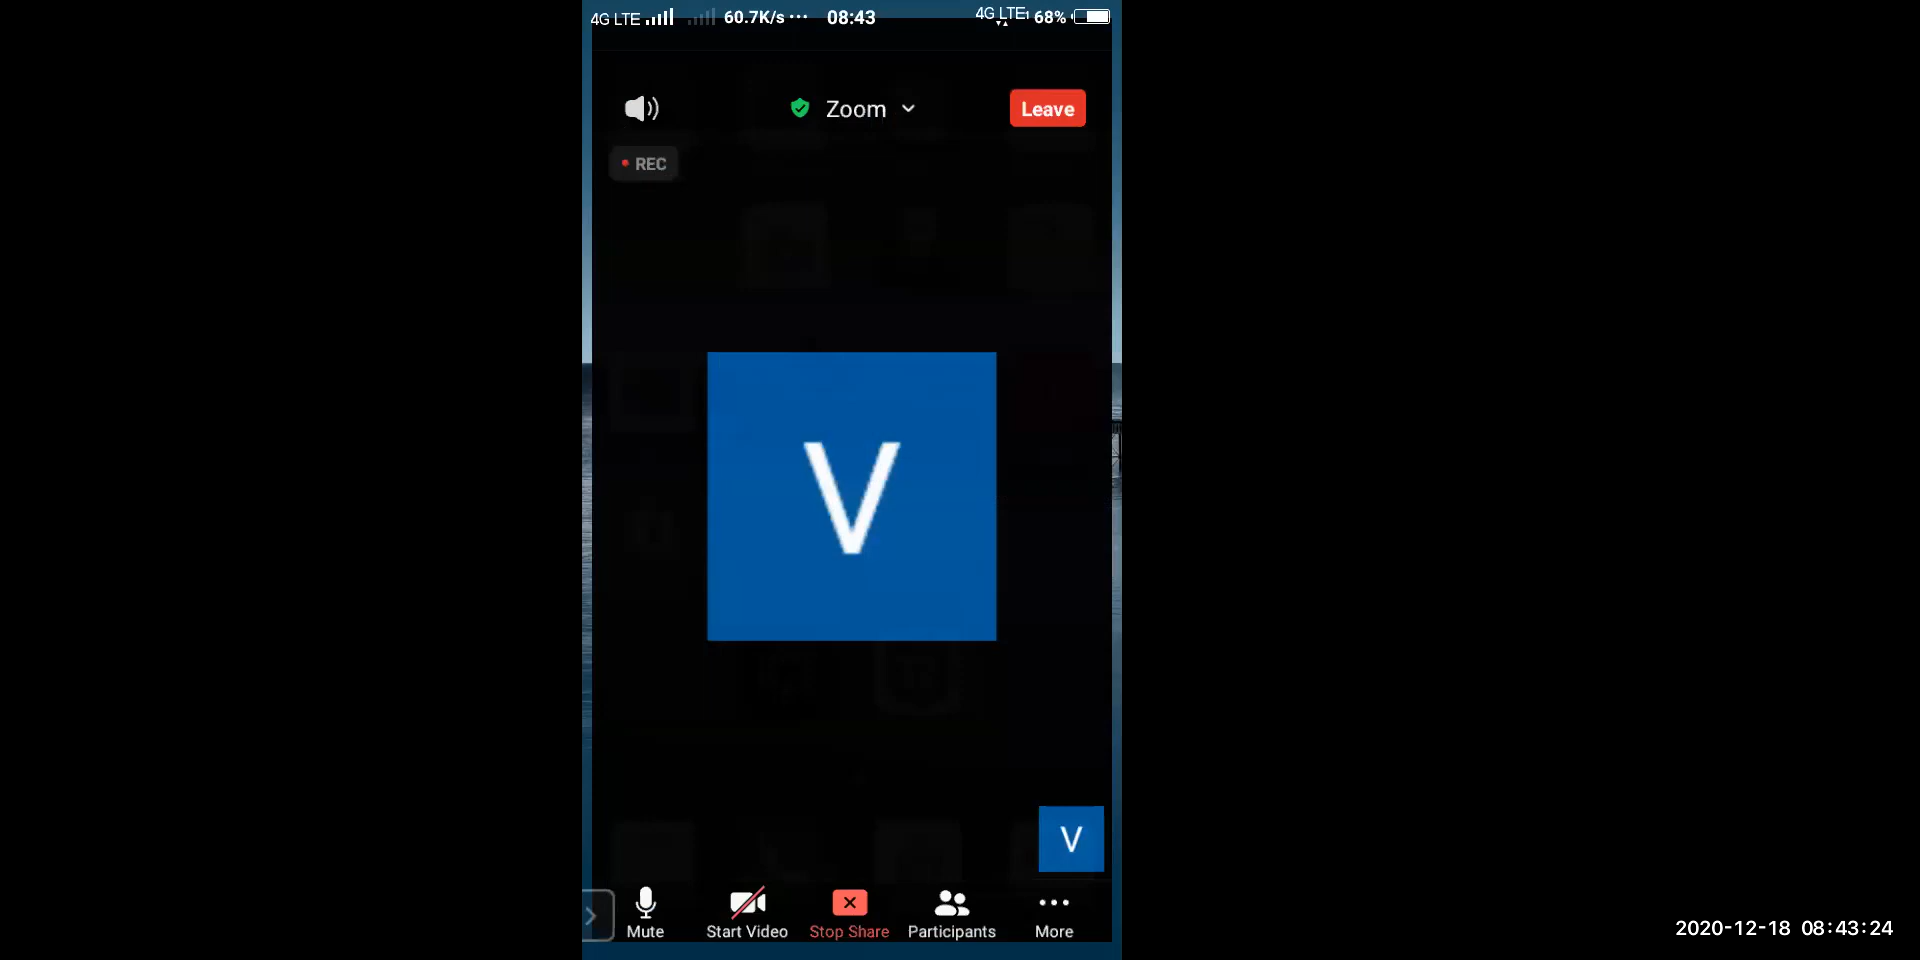 4G LTE 60.7K/s ··· 08:43 4G LTE 68%
Zoom Leave
REC
V
V
Mute Start Video Stop Share Participants More
2020-12-18 08:43:24